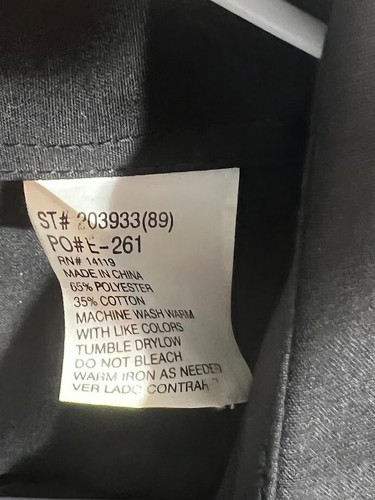 ST# 203933(89)
PO# E-261
RN# 14119
MADE IN CHINA
65% POLYESTER
35% COTTON
MACHINE WASH WARM
WITH LIKE COLORS
TUMBLE DRYLOW
DO NOT BLEACH
WARM IRON AS NEEDED
VER LADO